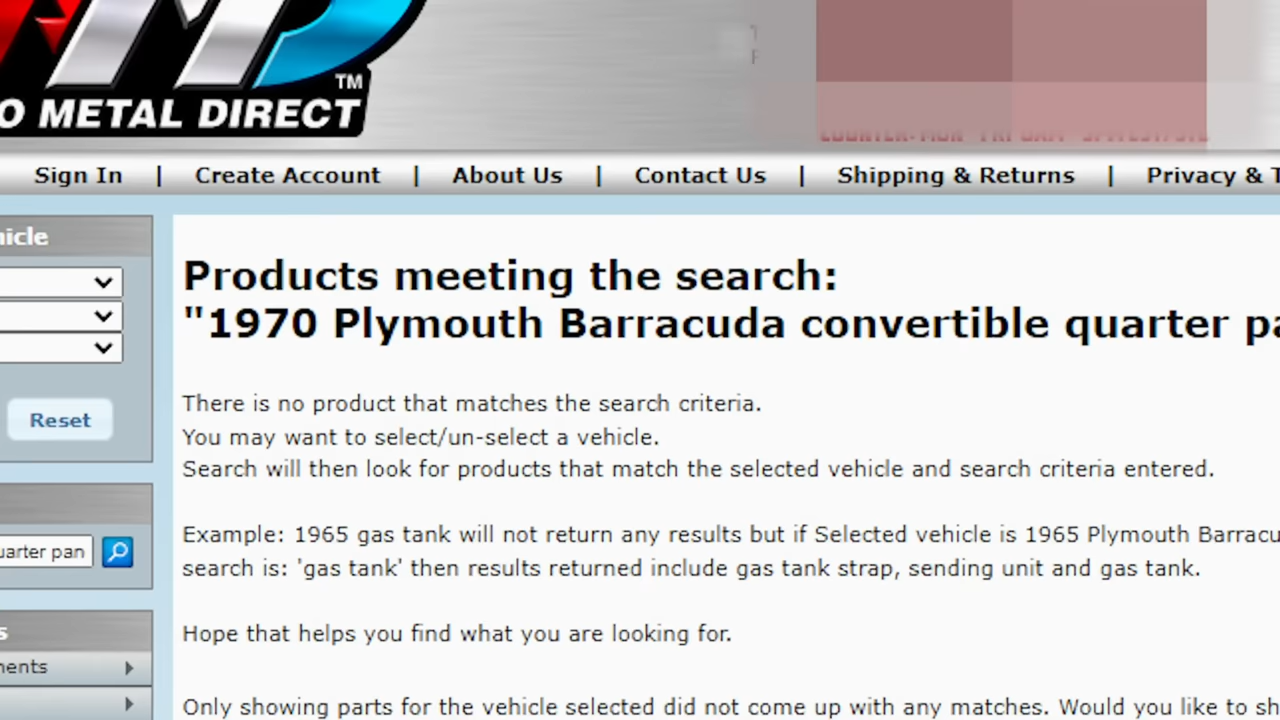 TM
O METAL DIRECT
Sign In | Create Account | About Us | Contact Us | Shipping & Returns | Privacy & T
icle
Products meeting the search:
"1970 Plymouth Barracuda convertible quarter pa
There is no product that matches the search criteria.
You may want to select/un-select a vehicle.
Reset
Search will then look for products that match the selected vehicle and search criteria entered.
Example: 1965 gas tank will not return any results but if Selected vehicle is 1965 Plymouth Barracu
uarter pan
search is: 'gas tank' then results returned include gas tank strap, sending unit and gas tank.
s
Hope that helps you find what you are looking for.
ments
Only showing parts for the vehicle selected did not come up with any matches. Would you like to sh